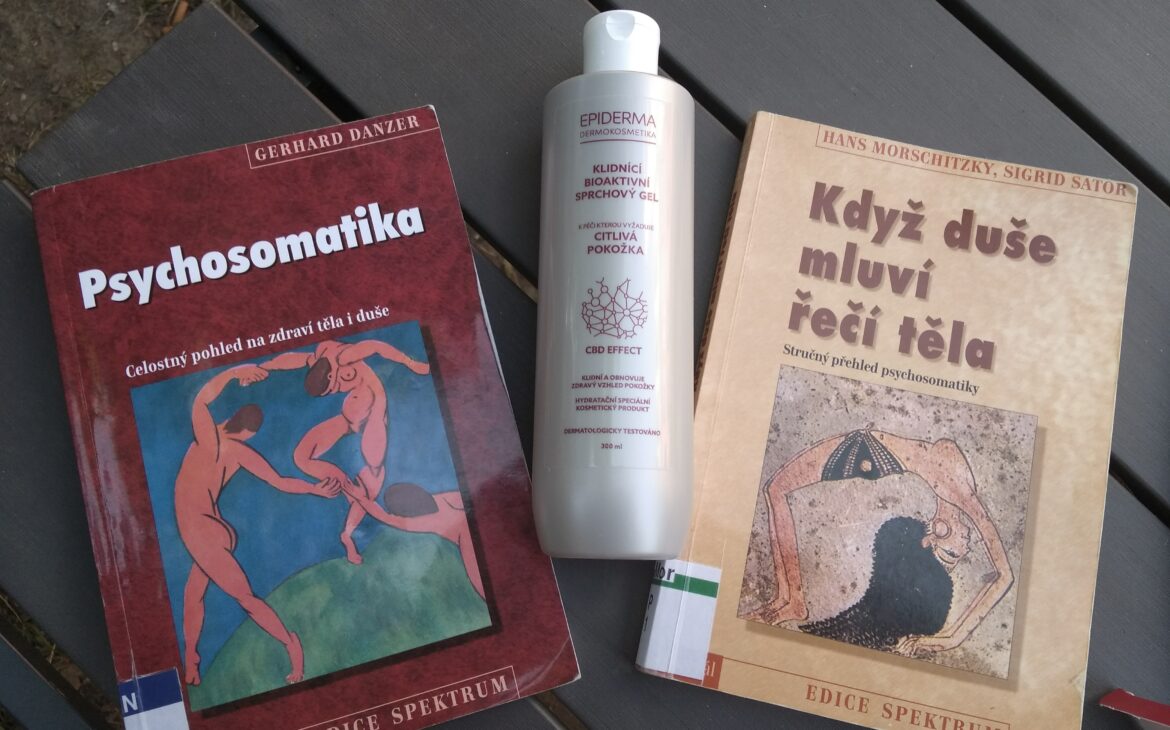 GERHARD DANZER
Psychosomatika
Celostný pohled na zdraví těla i duše
N
EDICE SPEKTRUM
EPIDERMA
DERMOKOSMETIKA
KLIDNÍCÍ
BIOAKTIVNÍ
SPRCHOVÝ GEL
K PÉČI KTEROU VYŽADUJE
CITLIVÁ
POKOŽKA
CBD EFFECT
KLIDNÍ A OBNOVUJE
ZDRAVÝ VZHLED POKOŽKY
HYDRATAČNÍ SPECIÁLNÍ
KOSMETICKÝ PRODUKT
DERMATOLOGICKY TESTOVÁNO
300 ml
HANS MORSCHITZKY, SIGRID SATOR
Když duše
mluví
řečí těla
Stručný přehled psychosomatiky
EDICE SPEKTRUM